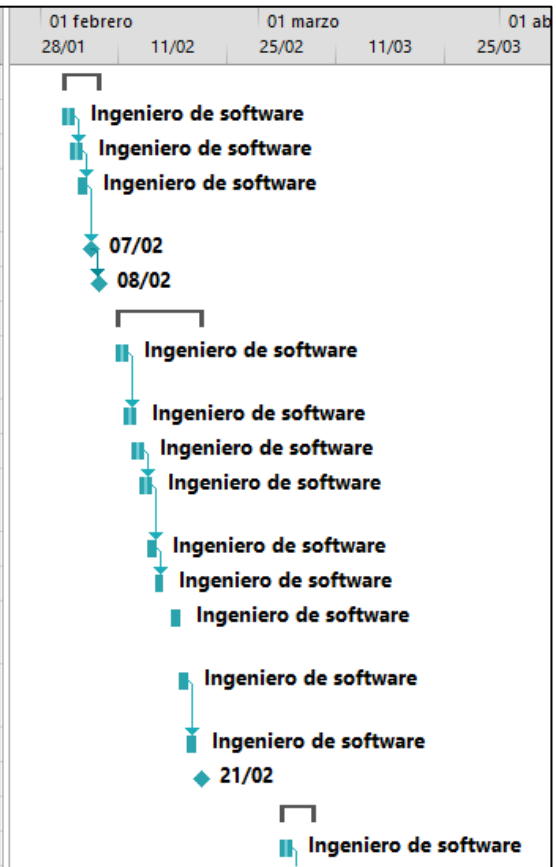 01 febrero 01 marzo 01 ab
28/01 11/02 25/02 11/03 25/03
Ingeniero de software
Ingeniero de software
Ingeniero de software
07/02
08/02
Ingeniero de software
Ingeniero de software
Ingeniero de software
Ingeniero de software
Ingeniero de software
Ingeniero de software
Ingeniero de software
Ingeniero de software
Ingeniero de software
21/02
Ingeniero de software